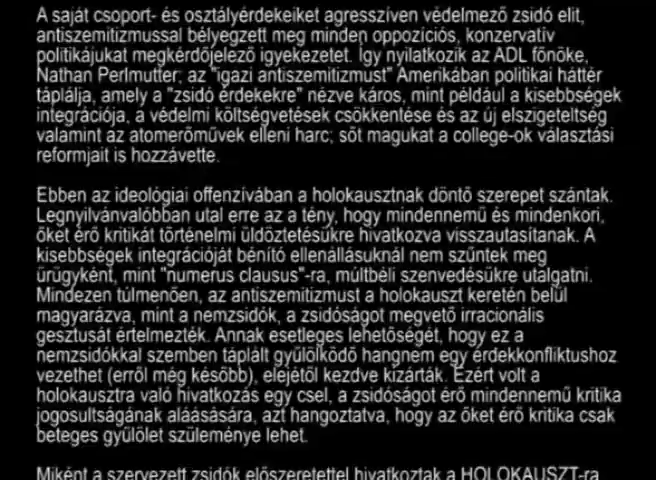 A saját csoport- és osztályérdekeiket agresszíven védelmező zsidó elit,
antiszemitizmussal bélyegzett meg minden oppozíciós, konzervatív
politikájukat megkérdőjelező igyekezetet. Így nyilatkozik az ADL főnöke,
Nathan Perlmutter; az "igazi antiszemitizmust" Amerikában politikai háttér
táplálja, amely a "zsidó érdekekre" nézve káros, mint például a kisebbségek
integrációja, a védelmi költségvetések csökkentése és az új elszigeteltség
valamint az atomerőművek elleni harc; sőt magukat a college-ok választási
reformjait is hozzávette.
Ebben az ideológiai offenzívában a holokausztnak döntő szerepet szántak.
Legnyilvánvalóbban utal erre az a tény, hogy mindennemű és mindenkori,
őket érő kritikát történelmi üldöztetésükre hivatkozva visszautasítanak. A
kisebbségek integrációját bénító ellenállásuknál nem szűntek meg
ürügyként, mint "numerus clausus"-ra, múltbéli szenvedésükre utalgatni.
Mindezen túlmenően, az antiszemitizmust a holokauszt keretén belül
magyarázva, mint a nemzsidók, a zsidóságot megvető irracionális
gesztusát értelmezték. Annak esetleges lehetőségét, hogy ez a
nemzsidókkal szemben táplált gyűlölködő hangnem egy érdekkonfliktushoz
vezethet (erről még később), elejétől kezdve kizárták. Ezért volt a
holokausztra való hivatkozás egy csel, a zsidóságot érő mindennemű kritika
jogosultságának aláásására, azt hangoztatva, hogy az őket érő kritika csak
beteges gyűlölet szüleménye lehet.
Miként a szervezett zsidók előszeretettel hivatkoztak a HOLOKAUSZT-ra